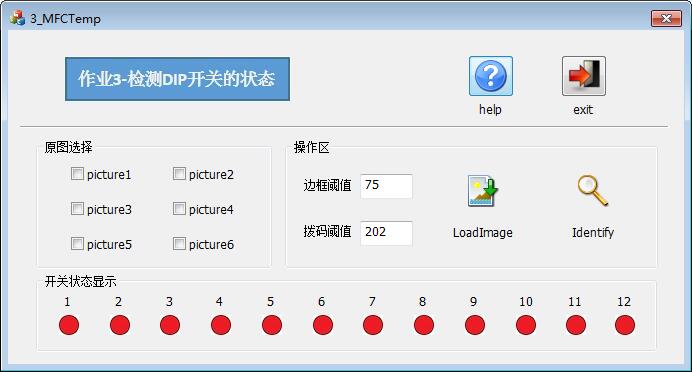 3_MFCTemp
作业3-检测DIP开关的状态
help
exit
原图选择
picture1
picture2
picture3
picture4
picture5
picture6
操作区
边框阈值 75
拨码阈值 202
LoadImage
Identify
开关状态显示
1 2 3 4 5 6 7 8 9 10 11 12